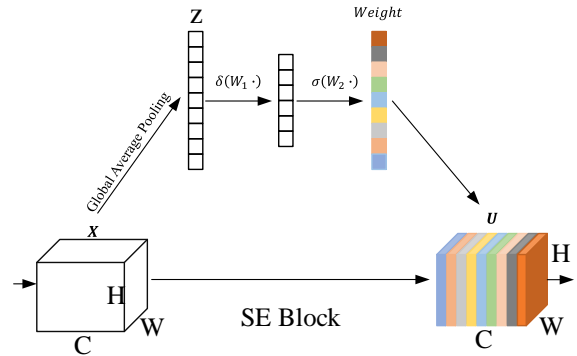 Z
Weight
δ(W₁ ·)
σ(W₂ ·)
Global Average Pooling
X
U
H
H
W
C
SE Block
W
C